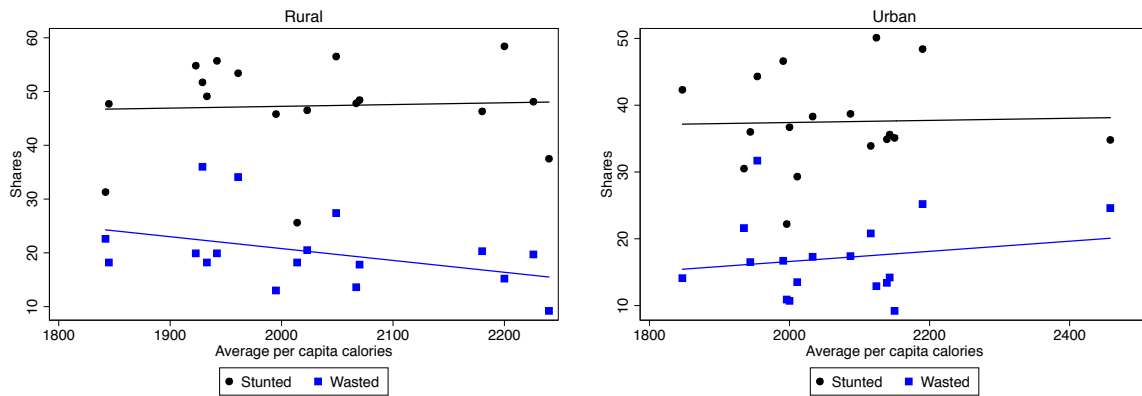 Rural
Shares
60
50
40
30
20
10
1800
1900
2000
2100
2200
Average per capita calories
Stunted
Wasted
Urban
Shares
50
40
30
20
10
1800
2000
2200
2400
Average per capita calories
Stunted
Wasted